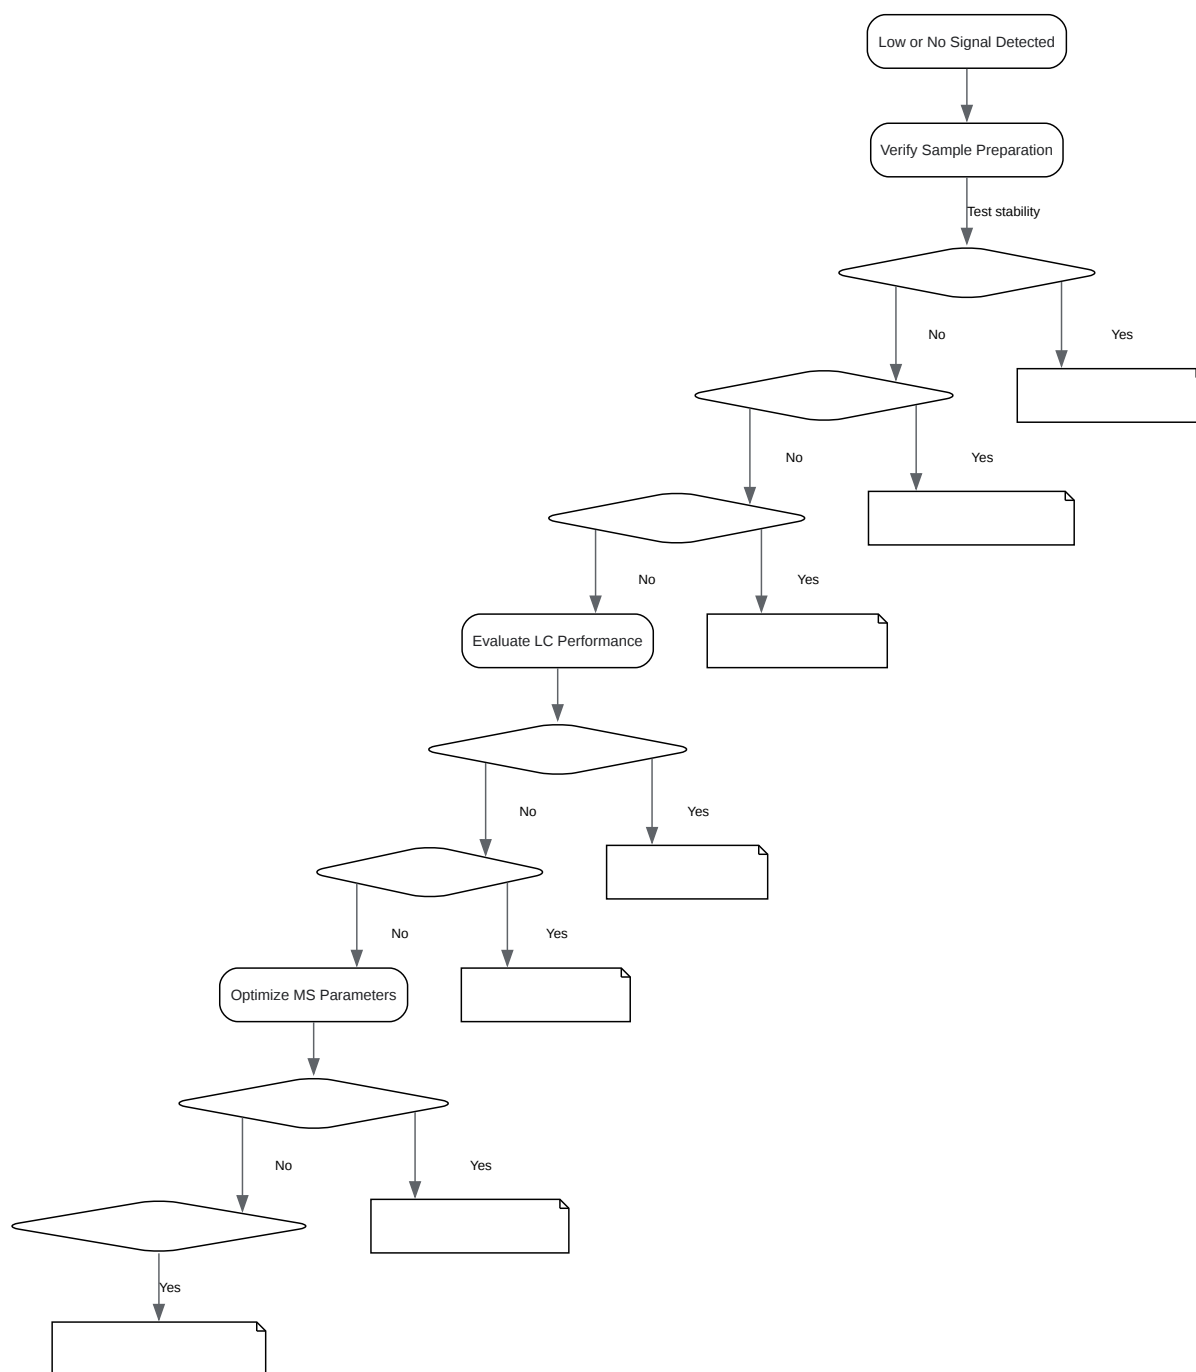 Low or No Signal Detected
Verify Sample Preparation
Test stability
No
Yes
No
Yes
No
Yes
Evaluate LC Performance
No
Yes
No
Yes
Optimize MS Parameters
No
Yes
Yes